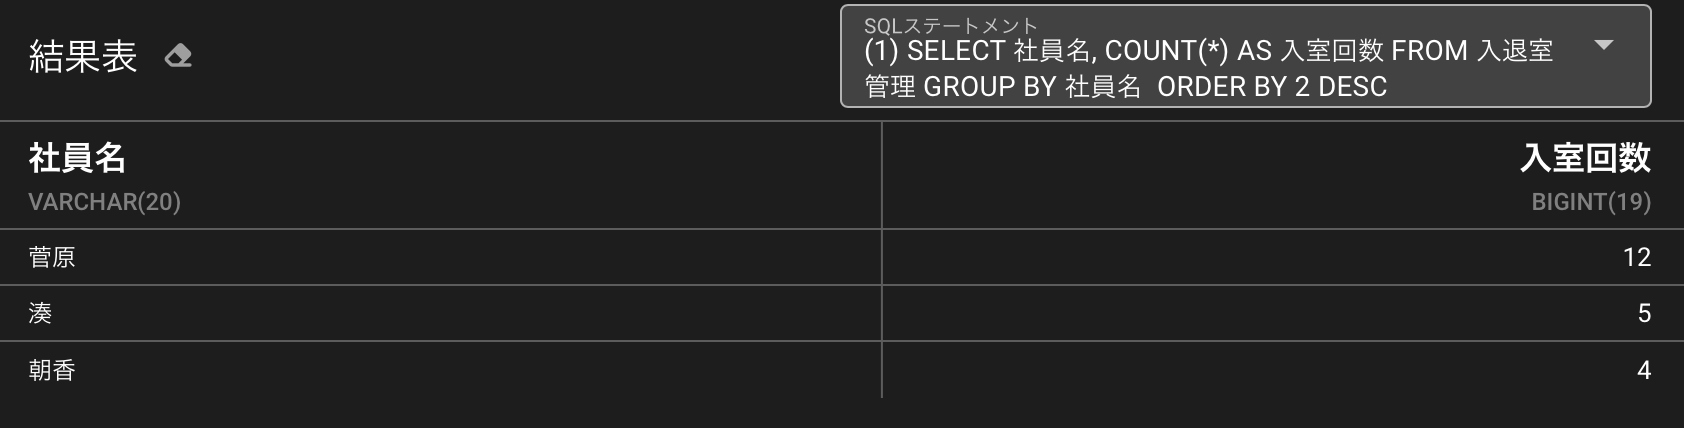 結果表
SQLステートメント
(1) SELECT 社員名, COUNT(*) AS 入室回数 FROM 入退室
管理 GROUP BY 社員名  ORDER BY 2 DESC
社員名 入室回数
VARCHAR(20) BIGINT(19)
菅原 12
湊 5
朝香 4